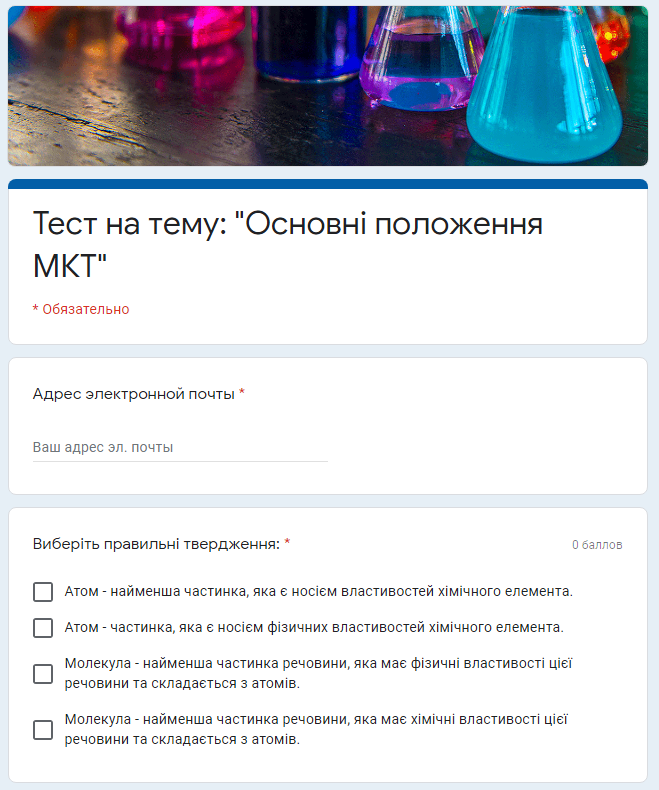 Тест на тему: "Основні положення
МКТ"
* Обязательно
Адрес электронной почты *
Ваш адрес эл. почты
Виберіть правильні твердження: *
0 баллов
Атом - найменша частинка, яка є носієм властивостей хімічного елемента.
Атом - частинка, яка є носієм фізичних властивостей хімічного елемента.
Молекула - найменша частинка речовини, яка має фізичні властивості цієї
речовини та складається з атомів.
Молекула - найменша частинка речовини, яка має хімічні властивості цієї
речовини та складається з атомів.